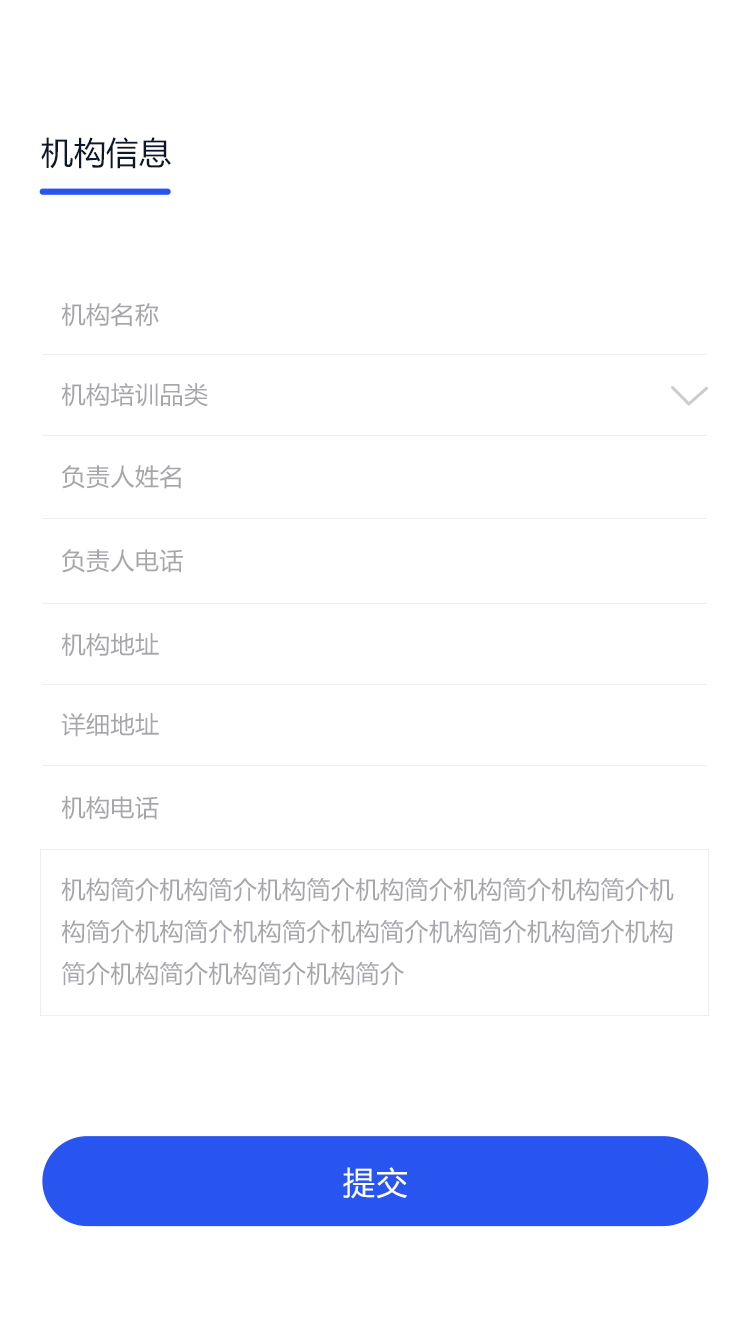 机构信息
机构名称
机构培训品类
负责人姓名
负责人电话
机构地址
详细地址
机构电话
机构简介机构简介机构简介机构简介机构简介机构简介机
构简介机构简介机构简介机构简介机构简介机构简介机构
简介机构简介机构简介机构简介
提交